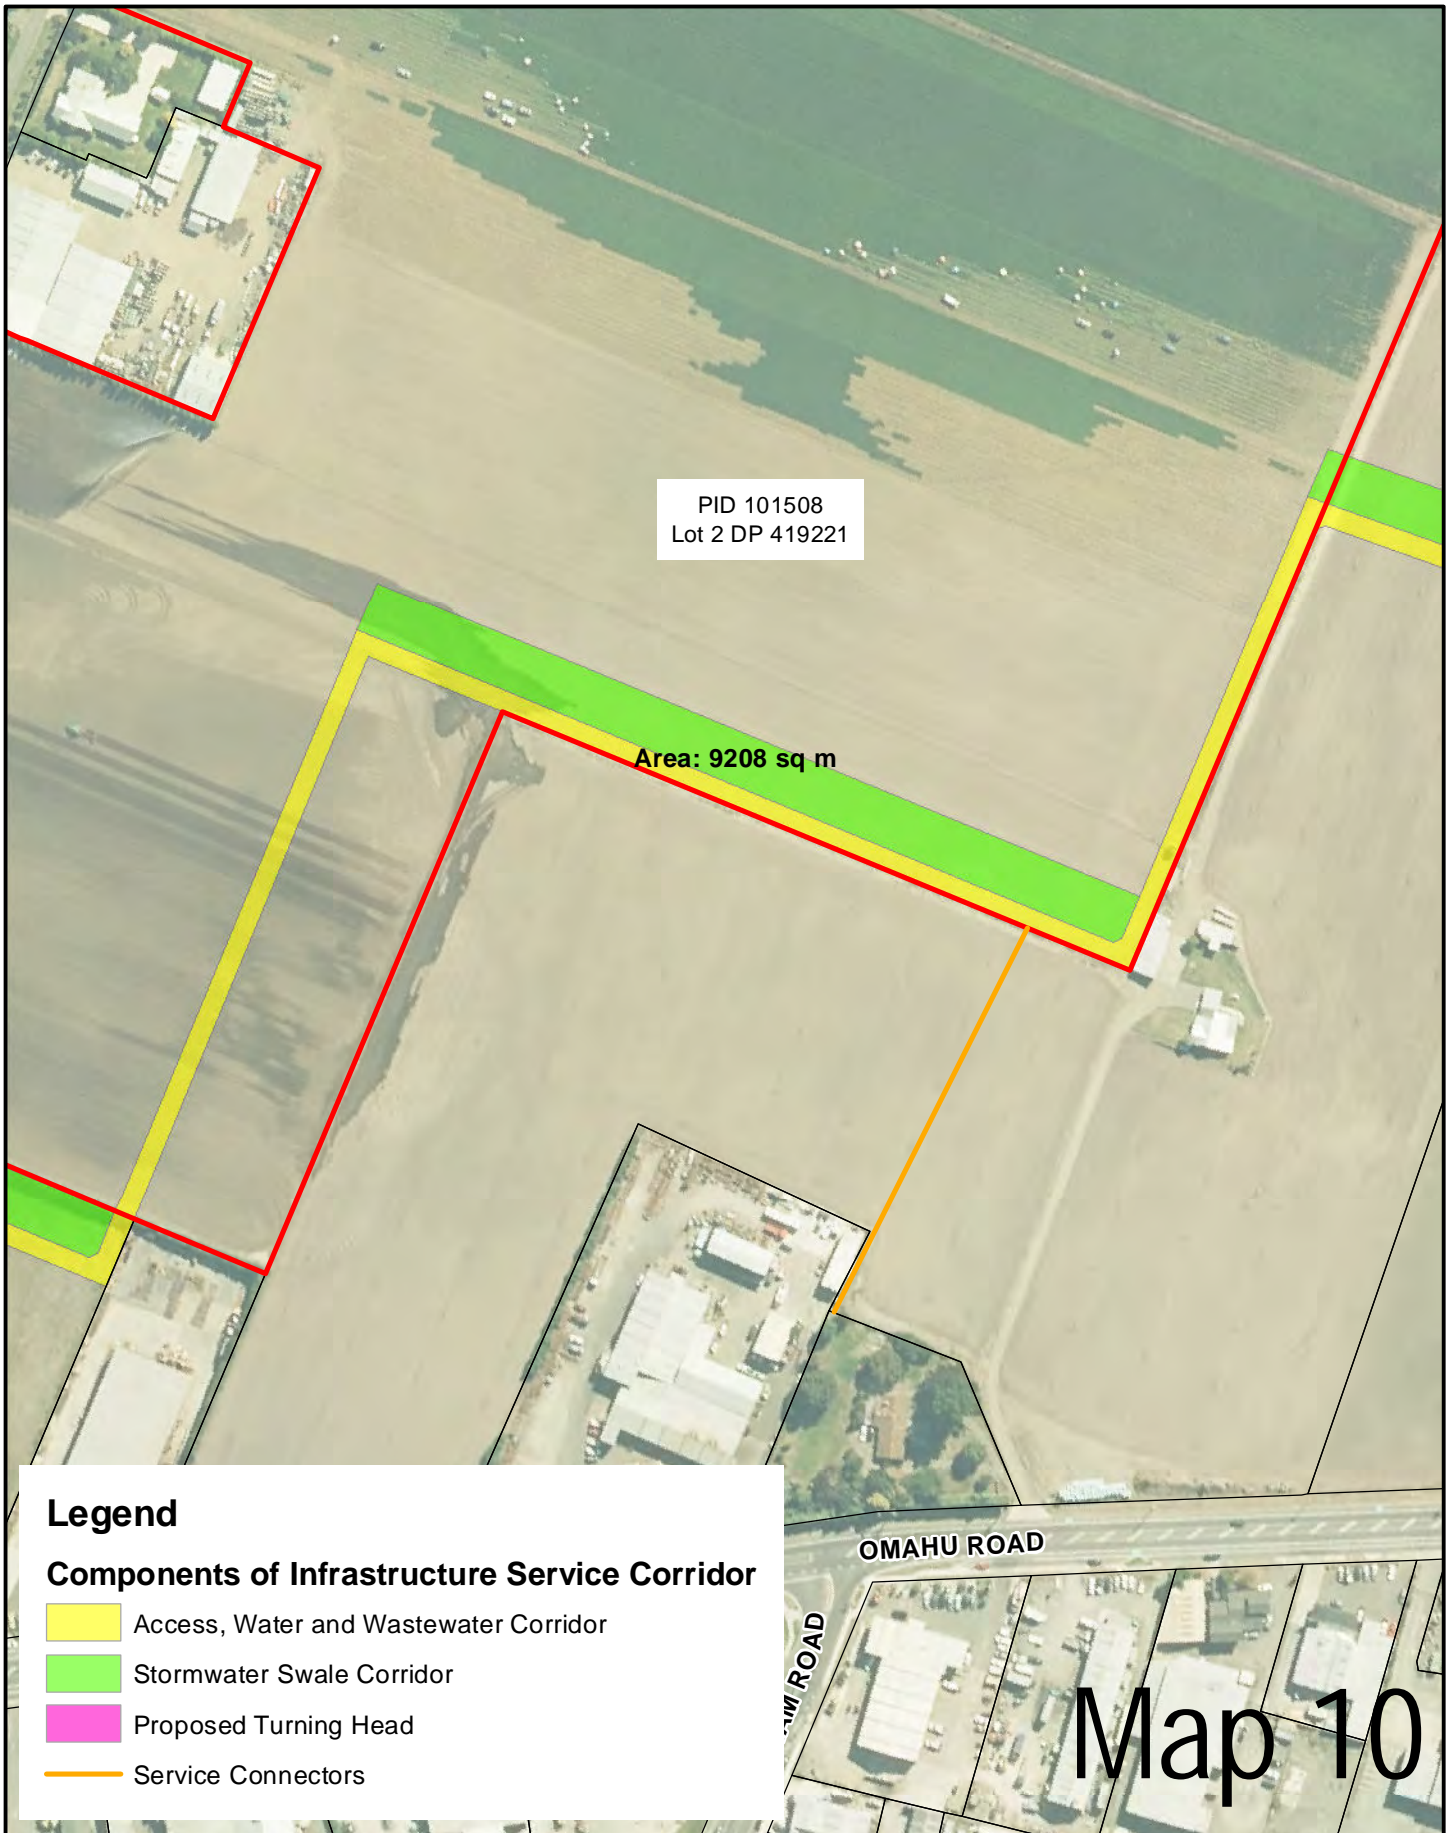 PID 101508
Lot 2 DP 419221
Area: 9208 sq m
OMAHU ROAD
ROAD
Legend
Components of Infrastructure Service Corridor
Access, Water and Wastewater Corridor
Stormwater Swale Corridor
Proposed Turning Head
Service Connectors
Map 10